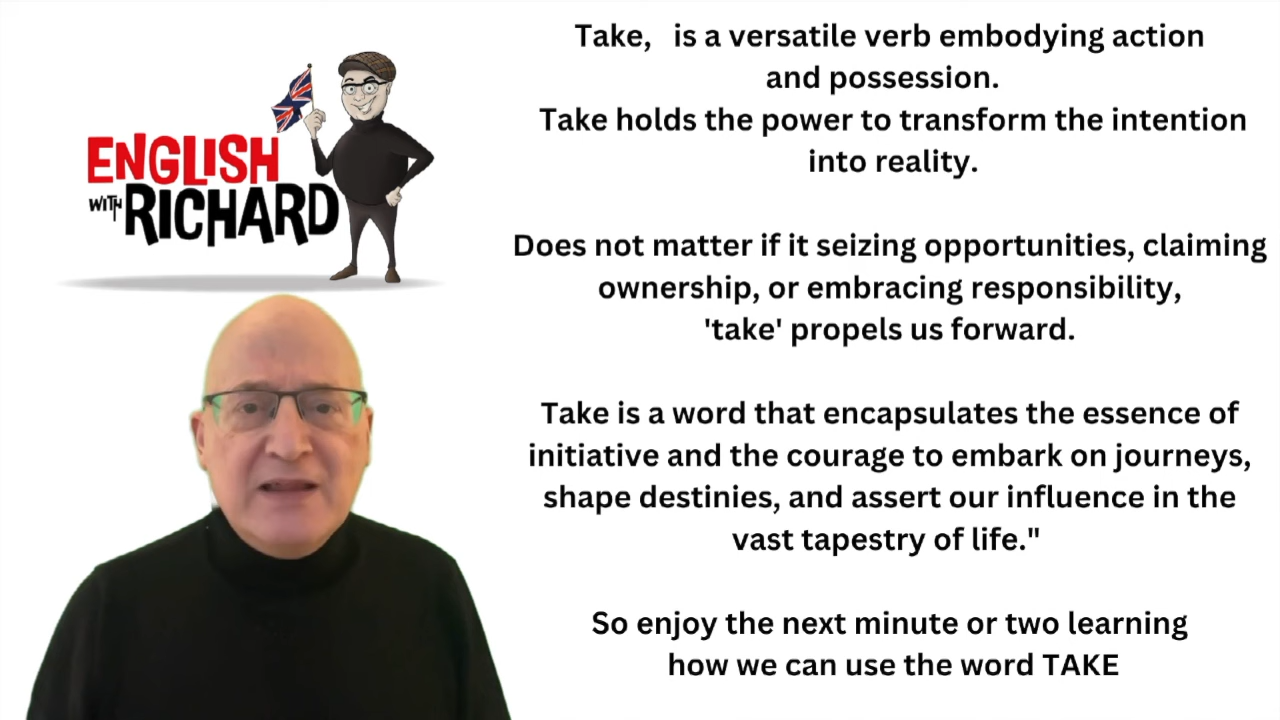 ENGLISH
WITH RICHARD
Take, is a versatile verb embodying action
and possession.
Take holds the power to transform the intention
into reality.
Does not matter if it seizing opportunities, claiming
ownership, or embracing responsibility,
'take' propels us forward.
Take is a word that encapsulates the essence of
initiative and the courage to embark on journeys,
shape destinies, and assert our influence in the
vast tapestry of life."
So enjoy the next minute or two learning
how we can use the word TAKE